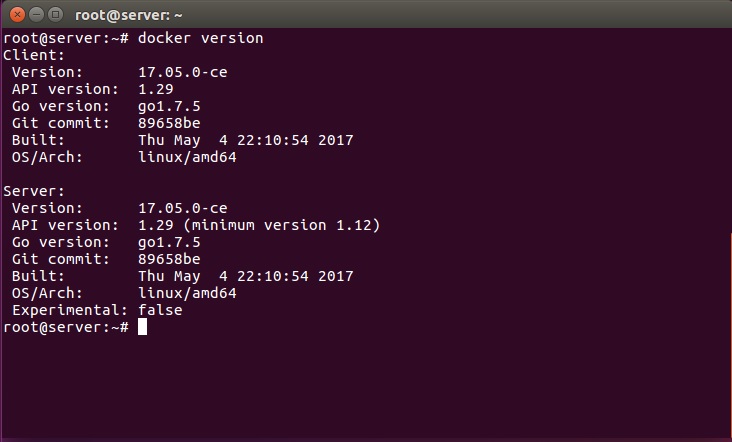 root@server: ~
root@server:~# docker version
Client:
 Version:      17.05.0-ce
 API version:  1.29
 Go version:   go1.7.5
 Git commit:   89658be
 Built:        Thu May  4 22:10:54 2017
 OS/Arch:      linux/amd64

Server:
 Version:      17.05.0-ce
 API version:  1.29 (minimum version 1.12)
 Go version:   go1.7.5
 Git commit:   89658be
 Built:        Thu May  4 22:10:54 2017
 OS/Arch:      linux/amd64
 Experimental: false
root@server:~#